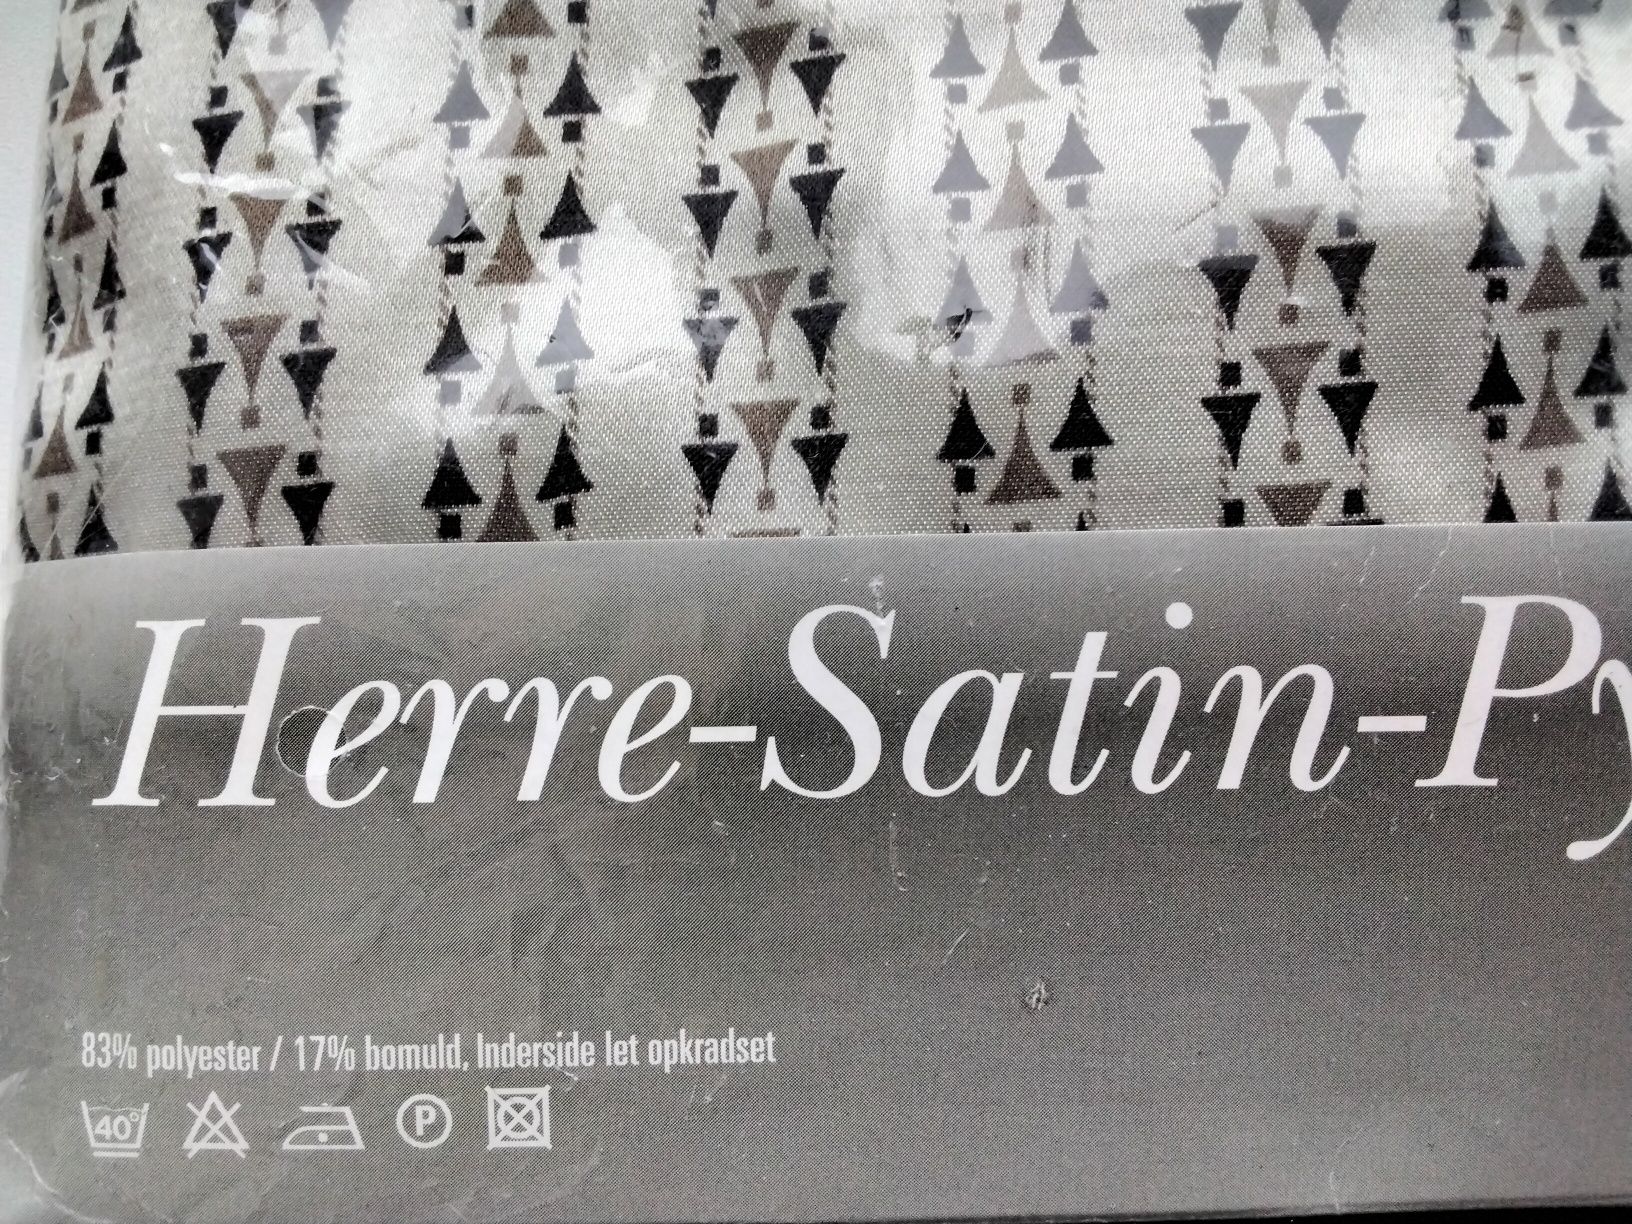 Herre-Satin-Py
83% polyester / 17% bomuld, Inderside let opkradset
40° P